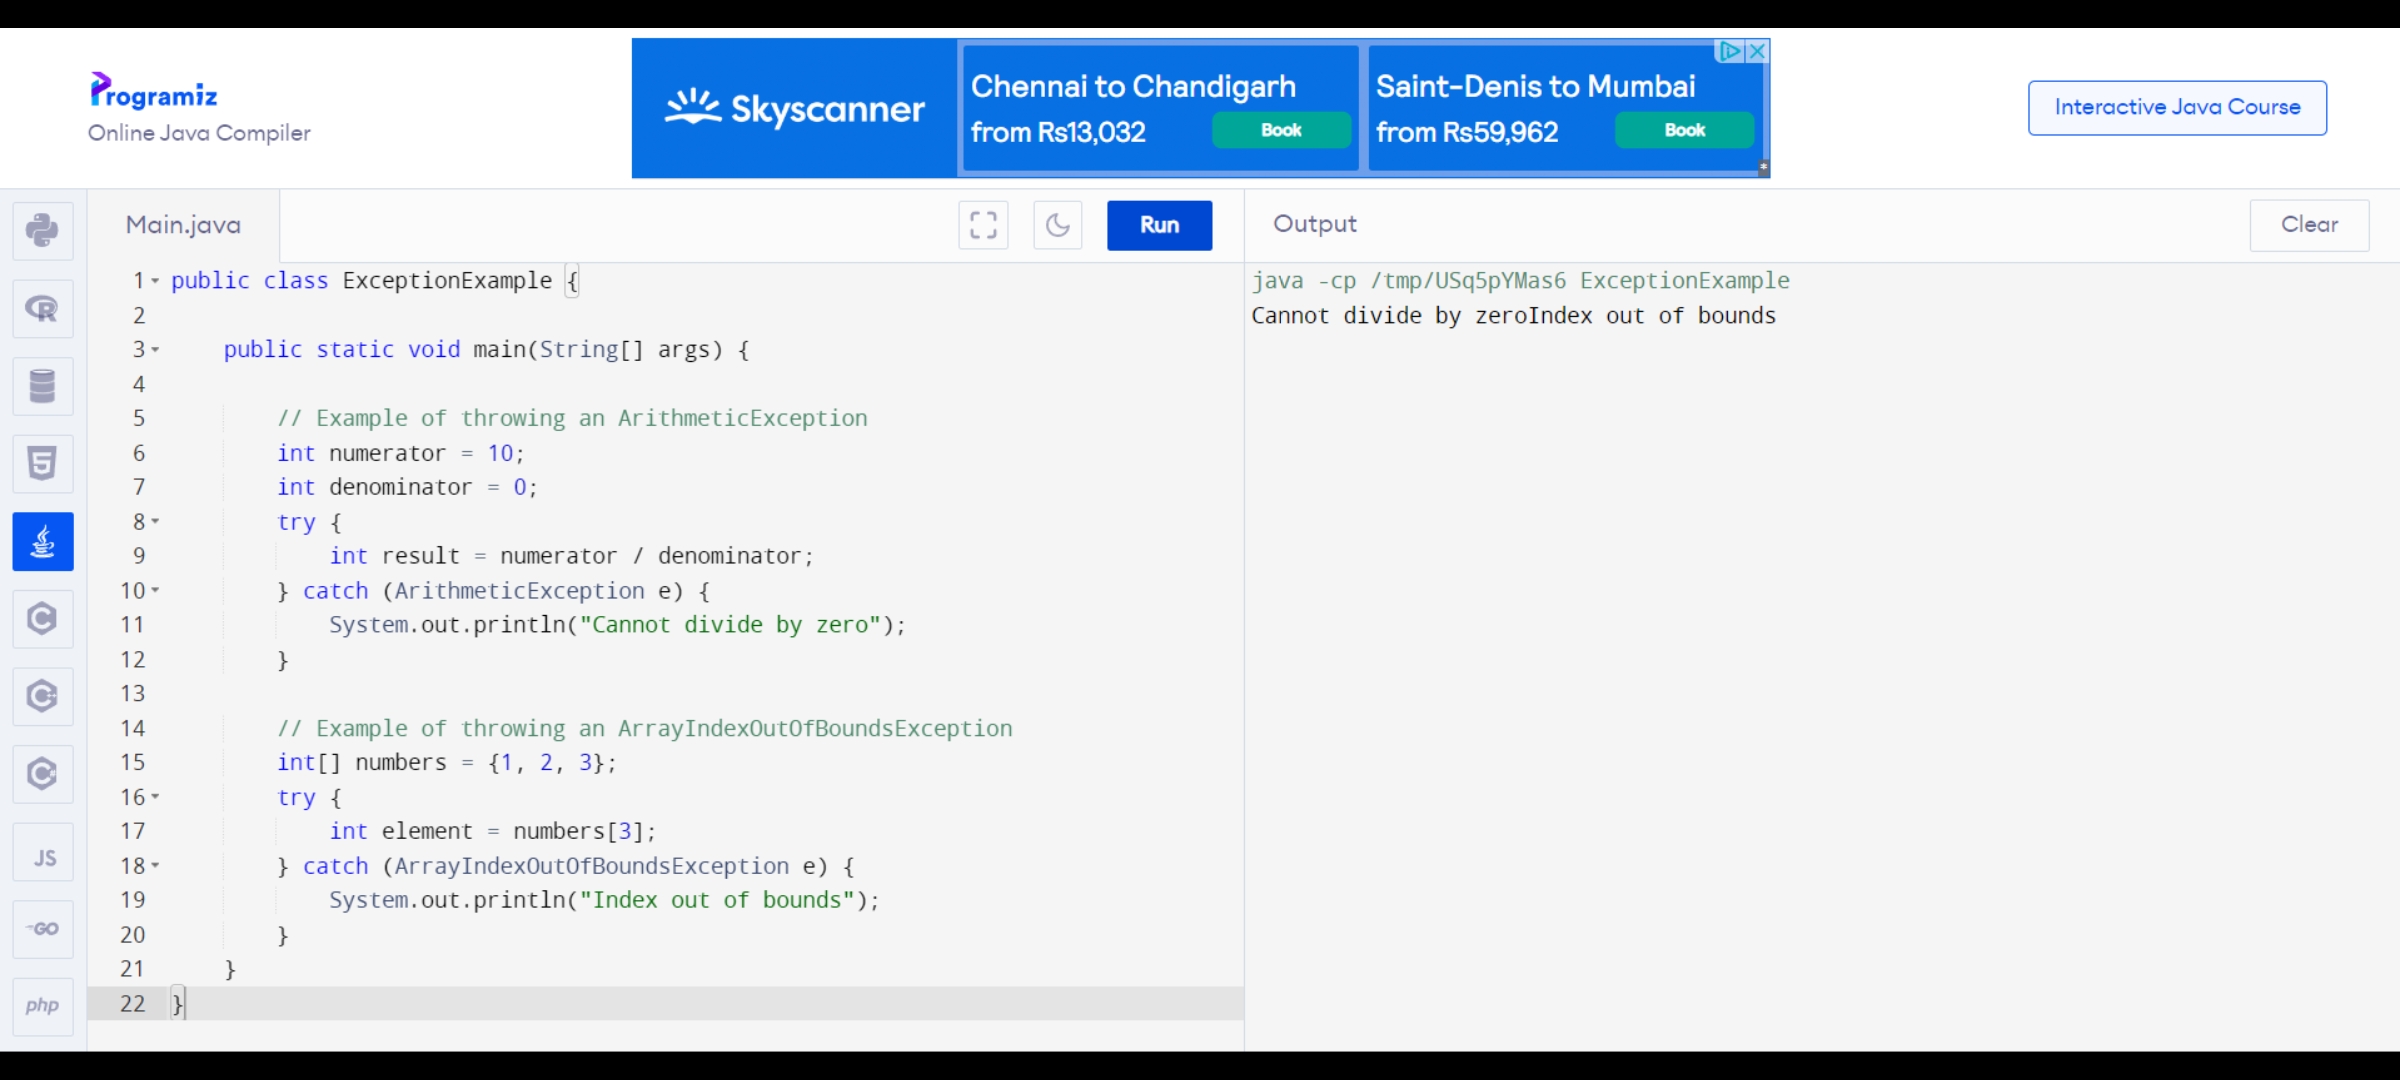 Programiz
Online Java Compiler
Skyscanner
Chennai to Chandigarh
from Rs13,032
Book
Saint-Denis to Mumbai
from Rs59,962
Book
Interactive Java Course
Main.java
Run
Output
Clear
1 public class ExceptionExample {
2
3     public static void main(String[] args) {
4
5         // Example of throwing an ArithmeticException
6         int numerator = 10;
7         int denominator = 0;
8         try {
9             int result = numerator / denominator;
10         } catch (ArithmeticException e) {
11             System.out.println("Cannot divide by zero");
12         }
13
14         // Example of throwing an ArrayIndexOutOfBoundsException
15         int[] numbers = {1, 2, 3};
16         try {
17             int element = numbers[3];
18         } catch (ArrayIndexOutOfBoundsException e) {
19             System.out.println("Index out of bounds");
20         }
21     }
22 }
java -cp /tmp/USq5pYMas6 ExceptionExample
Cannot divide by zeroIndex out of bounds
R
5
C
C++
C#
JS
GO
php